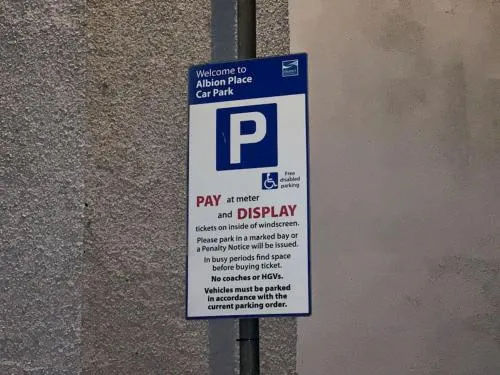 Welcome to
Albion Place
Car Park
P
Free
disabled
parking
PAY at meter
and DISPLAY
tickets on inside of windscreen.
Please park in a marked bay or
a Penalty Notice will be issued.
In busy periods find space
before buying ticket.
No coaches or HGVs.
Vehicles must be parked
in accordance with the
current parking order.